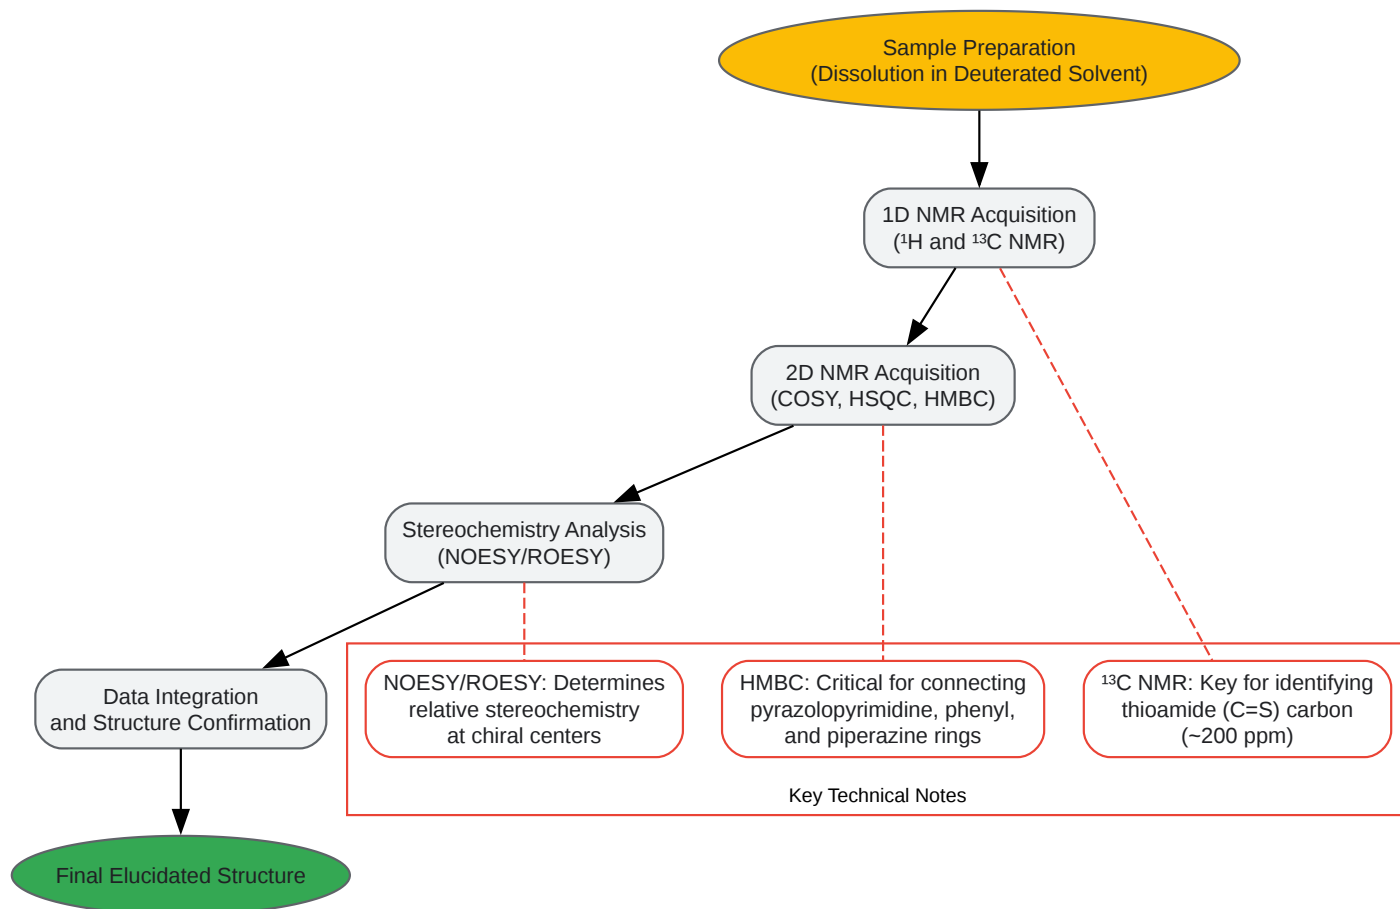 Sample Preparation
(Dissolution in Deuterated Solvent)
1D NMR Acquisition
(¹H and ¹³C NMR)
2D NMR Acquisition
(COSY, HSQC, HMBC)
Stereochemistry Analysis
(NOESY/ROESY)
Data Integration
and Structure Confirmation
Final Elucidated Structure
NOESY/ROESY: Determines
relative stereochemistry
at chiral centers
HMBC: Critical for connecting
pyrazolopyrimidine, phenyl,
and piperazine rings
¹³C NMR: Key for identifying
thioamide (C=S) carbon
(~200 ppm)
Key Technical Notes